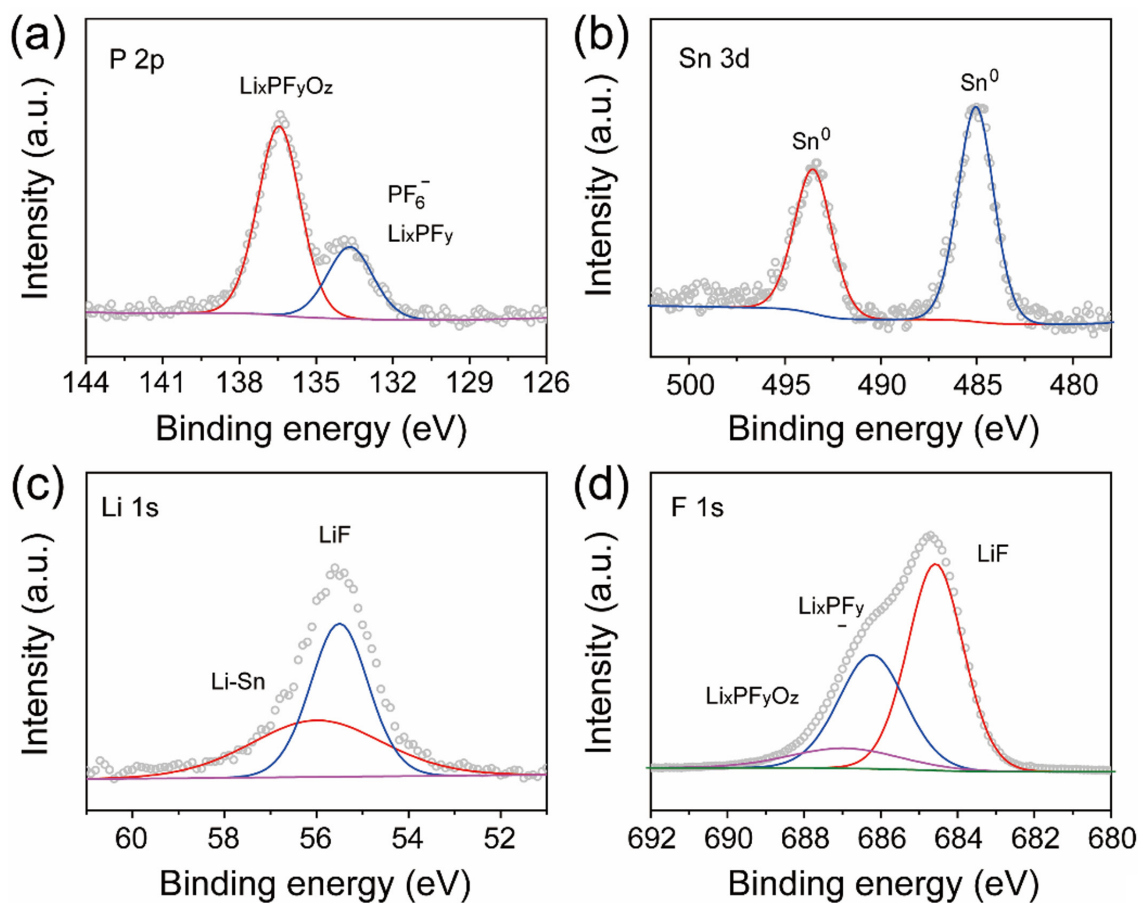 (a)
P 2p
LixPFyOz
PF₆⁻
LixPFy
Intensity (a.u.)
144 141 138 135 132 129 126
Binding energy (eV)
(b)
Sn 3d
Sn⁰
Sn⁰
Intensity (a.u.)
500 495 490 485 480
Binding energy (eV)
(c)
Li 1s
LiF
Li-Sn
Intensity (a.u.)
60 58 56 54 52
Binding energy (eV)
(d)
F 1s
LiF
LixPFy
–
LixPFyOz
Intensity (a.u.)
692 690 688 686 684 682 680
Binding energy (eV)